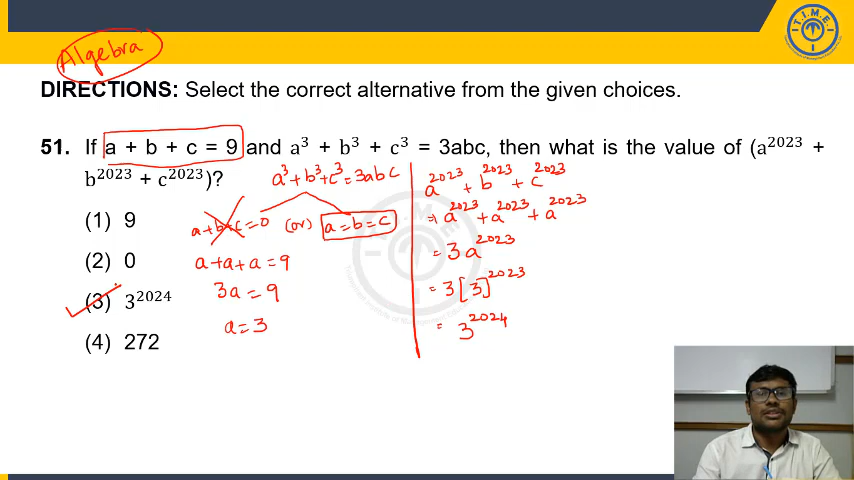 T.I.M.E.
Algebra
DIRECTIONS: Select the correct alternative from the given choices.
51. If a + b + c = 9 and a³ + b³ + c³ = 3abc, then what is the value of (a²⁰²³ +
b²⁰²³ + c²⁰²³)?
(1) 9
(2) 0
(3) 3²⁰²⁴
(4) 272
a³ + b³ + c³ = 3abc
a+b+c=0 (or) a=b=c
a+a+a=9
3a = 9
a=3
a²⁰²³ + b²⁰²³ + c²⁰²³
a²⁰²³ + a²⁰²³ + a²⁰²³
= 3a²⁰²³
= 3[3]²⁰²³
= 3²⁰²⁴